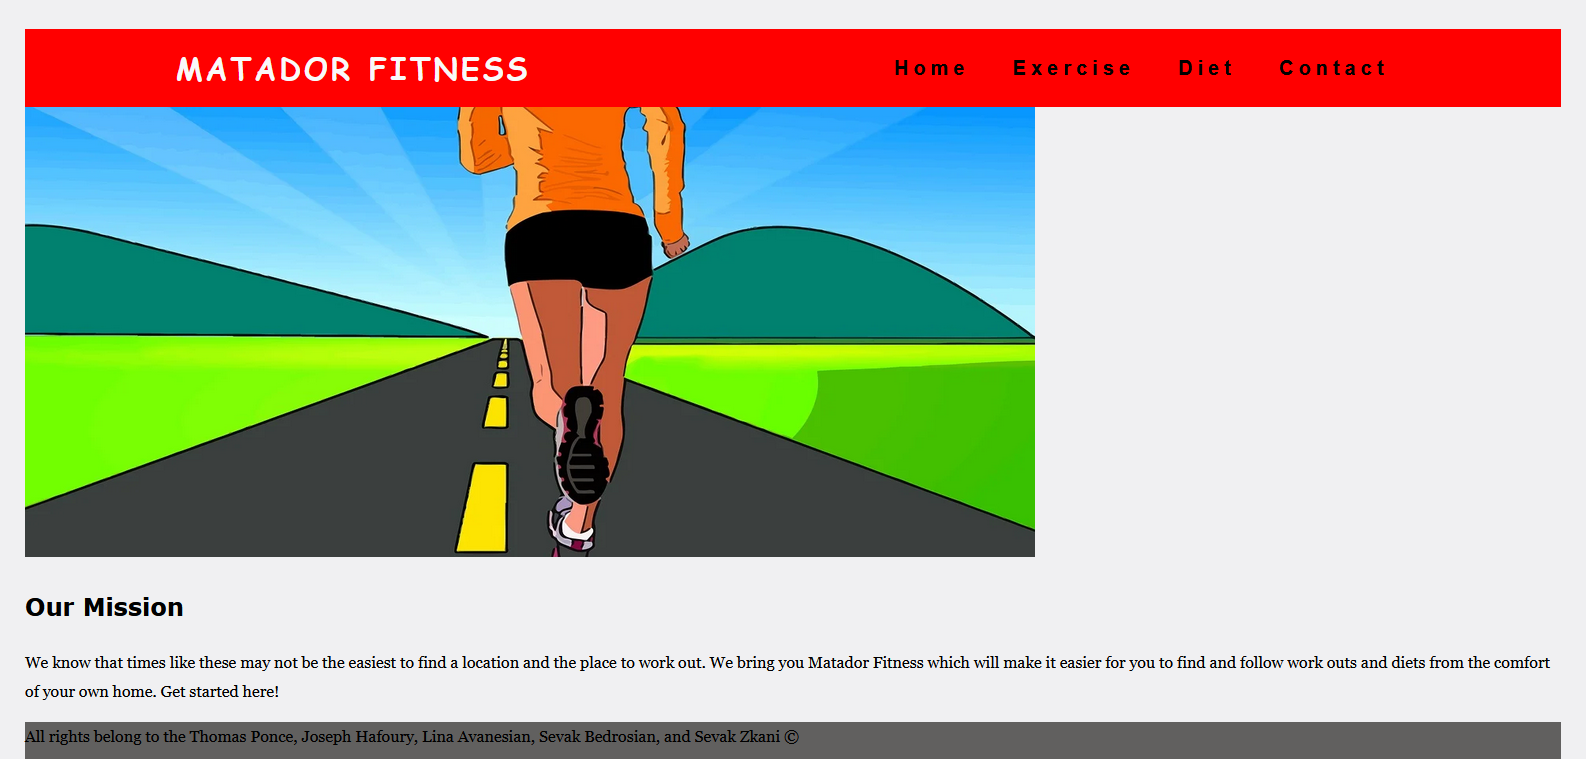 MATADOR FITNESS
Home Exercise Diet Contact
Our Mission
We know that times like these may not be the easiest to find a location and the place to work out. We bring you Matador Fitness which will make it easier for you to find and follow work outs and diets from the comfort
of your own home. Get started here!
All rights belong to the Thomas Ponce, Joseph Hafoury, Lina Avanesian, Sevak Bedrosian, and Sevak Zkani ©